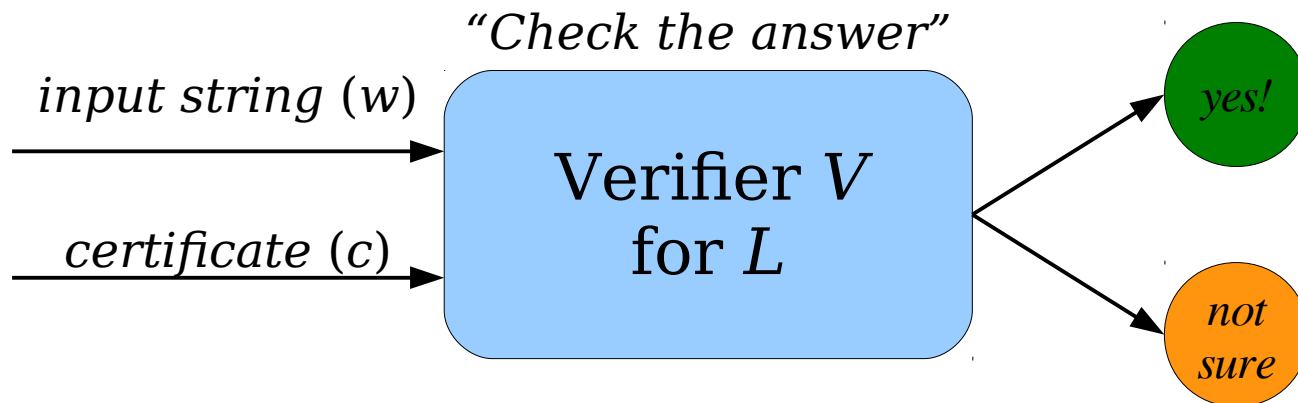 “Check the answer”
input string (w)
certificate (c)
Verifier V
for L
yes!
not
sure